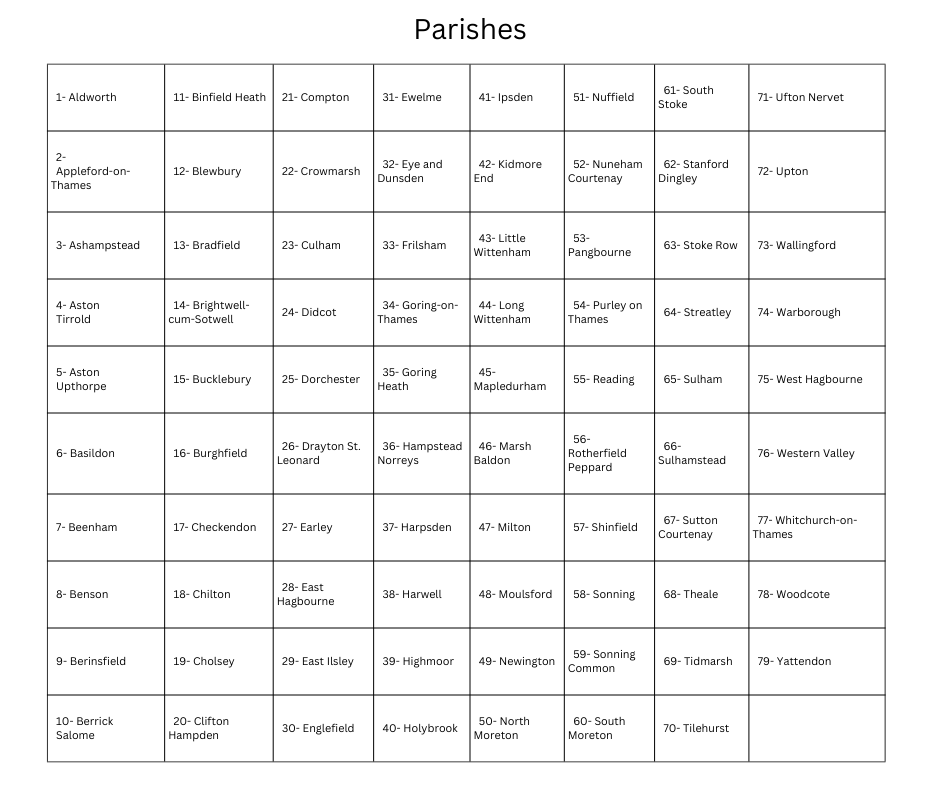 Parishes
1- Aldworth
11- Binfield Heath
21- Compton
31- Ewelme
41- Ipsden
51- Nuffield
61- South
Stoke
71- Ufton Nervet
2-
Appleford-on-
Thames
12- Blewbury
22- Crowmarsh
32- Eye and
Dunsden
42- Kidmore
End
52- Nuneham
Courtenay
62- Stanford
Dingley
72- Upton
3- Ashampstead
13- Bradfield
23- Culham
33- Frilsham
43- Little
Wittenham
53-
Pangbourne
63- Stoke Row
73- Wallingford
4- Aston
Tirrold
14- Brightwell-
cum-Sotwell
24- Didcot
34- Goring-on-
Thames
44- Long
Wittenham
54- Purley on
Thames
64- Streatley
74- Warborough
5- Aston
Upthorpe
15- Bucklebury
25- Dorchester
35- Goring
Heath
45-
Mapledurham
55- Reading
65- Sulham
75- West Hagbourne
6- Basildon
16- Burghfield
26- Drayton St.
Leonard
36- Hampstead
Norreys
46- Marsh
Baldon
56-
Rotherfield
Peppard
66-
Sulhamstead
76- Western Valley
7- Beenham
17- Checkendon
27- Earley
37- Harpsden
47- Milton
57- Shinfield
67- Sutton
Courtenay
77- Whitchurch-on-
Thames
8- Benson
18- Chilton
28- East
Hagbourne
38- Harwell
48- Moulsford
58- Sonning
68- Theale
78- Woodcote
9- Berinsfield
19- Cholsey
29- East Ilsley
39- Highmoor
49- Newington
59- Sonning
Common
69- Tidmarsh
79- Yattendon
10- Berrick
Salome
20- Clifton
Hampden
30- Englefield
40- Holybrook
50- North
Moreton
60- South
Moreton
70- Tilehurst